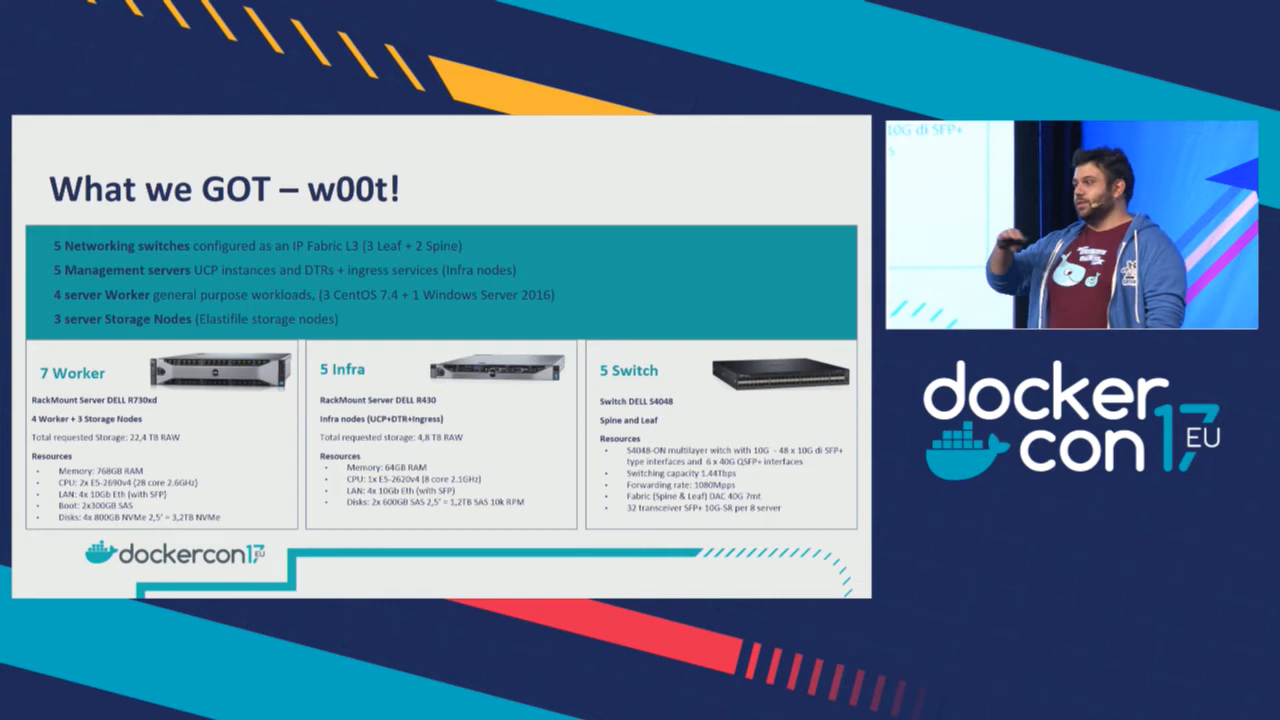 What we GOT – w00t!
5 Networking switches configured as an IP Fabric L3 (3 Leaf + 2 Spine)
5 Management servers UCP instances and DTRs + ingress services (Infra nodes)
4 server Worker general purpose workloads, (3 CentOS 7.4 + 1 Windows Server 2016)
3 server Storage Nodes (Elastifile storage nodes)
7 Worker
RackMount Server DELL R730xd
4 Worker + 3 Storage Nodes
Total requested Storage: 22,4 TB RAW
Resources
• Memory: 768GB RAM
• CPU: 2x E5-2690v4 (28 core 2.6GHz)
• LAN: 4x 10Gb Eth (with SFP)
• Boot: 2x300GB SAS
• Disks: 4x 800GB NVMe 2,5' = 3,2TB NVMe
5 Infra
RackMount Server DELL R430
Infra nodes (UCP+DTR+Ingress)
Total requested storage: 4,8 TB RAW
Resources
• Memory: 64GB RAM
• CPU: 1x E5-2620v4 (8 core 2.1GHz)
• LAN: 4x 10Gb Eth (with SFP)
• Disks: 2x 600GB SAS 2,5' = 1,2TB SAS 10k RPM
5 Switch
Switch DELL S4048
Spine and Leaf
Resources
• S4048-ON multilayer witch with 10G - 48 x 10G di SFP+
type interfaces and 6 x 40G QSFP+ interfaces
• Switching capacity 1.44Tbps
• Forwarding rate: 1080Mpps
• Fabric (Spine & Leaf) DAC 40G 7mt
• 32 transceiver SFP+ 10G-SR per 8 server
dockercon17EU
10G di SFP+
s
docker
con 17 EU